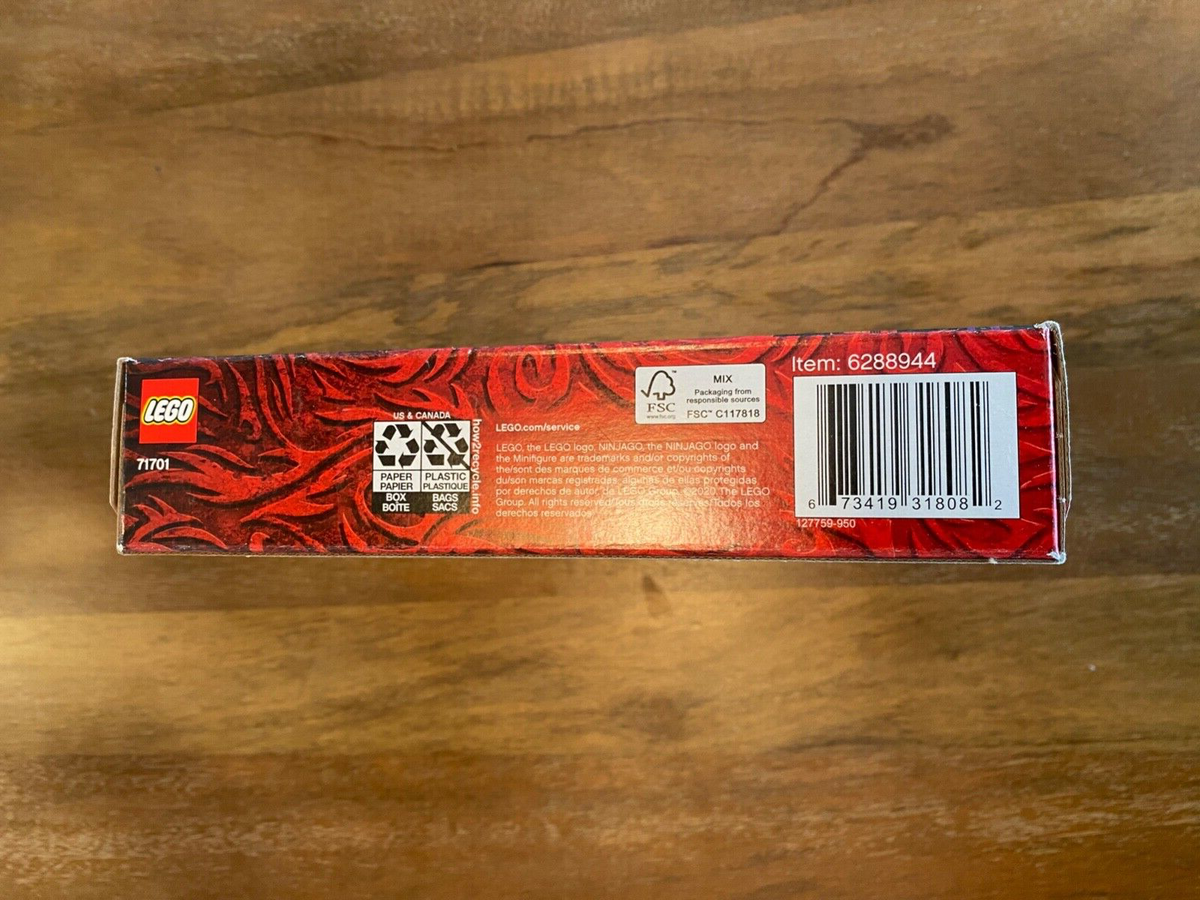 LEGO
71701
US & CANADA
PAPER
PAPIER
BOX
BOÎTE
PLASTIC
PLASTIQUE
BAGS
SACS
how2recycle.info
LEGO.com/service
LEGO, the LEGO logo, NINJAGO, the NINJAGO logo and
the Minifigure are trademarks and/or copyrights of
the/sont des marques de commerce et/ou copyrights
du/son marcas registradas, algunas de ellas protegidas
por derechos de autor, de LEGO Group. ©2020 The LEGO
Group. All rights reserved/Tous droits réservés/Todos los
derechos reservados.
FSC
www.fsc.org
MIX
Packaging from
responsible sources
FSC™ C117818
Item: 6288944
6 73419 31808 2
127759-950